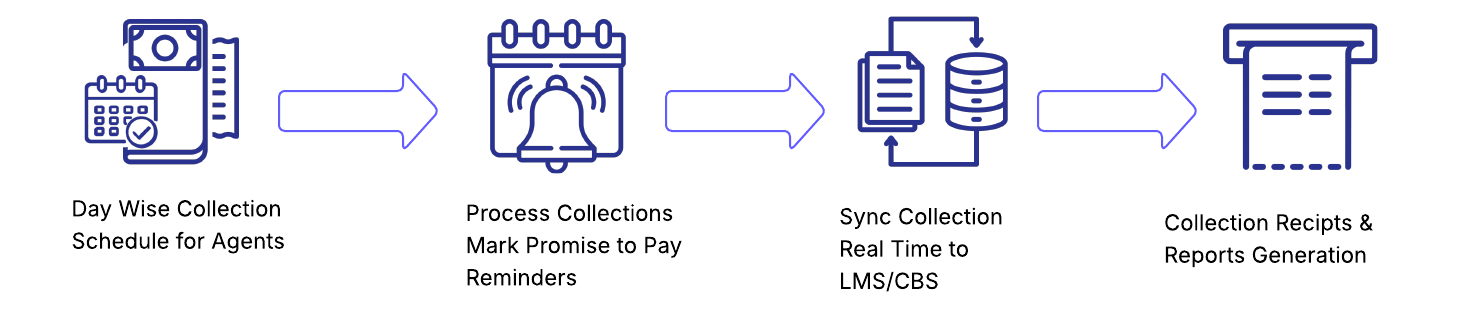 Day Wise Collection
Schedule for Agents
Process Collections
Mark Promise to Pay
Reminders
Sync Collection
Real Time to
LMS/CBS
Collection Recipts &
Reports Generation